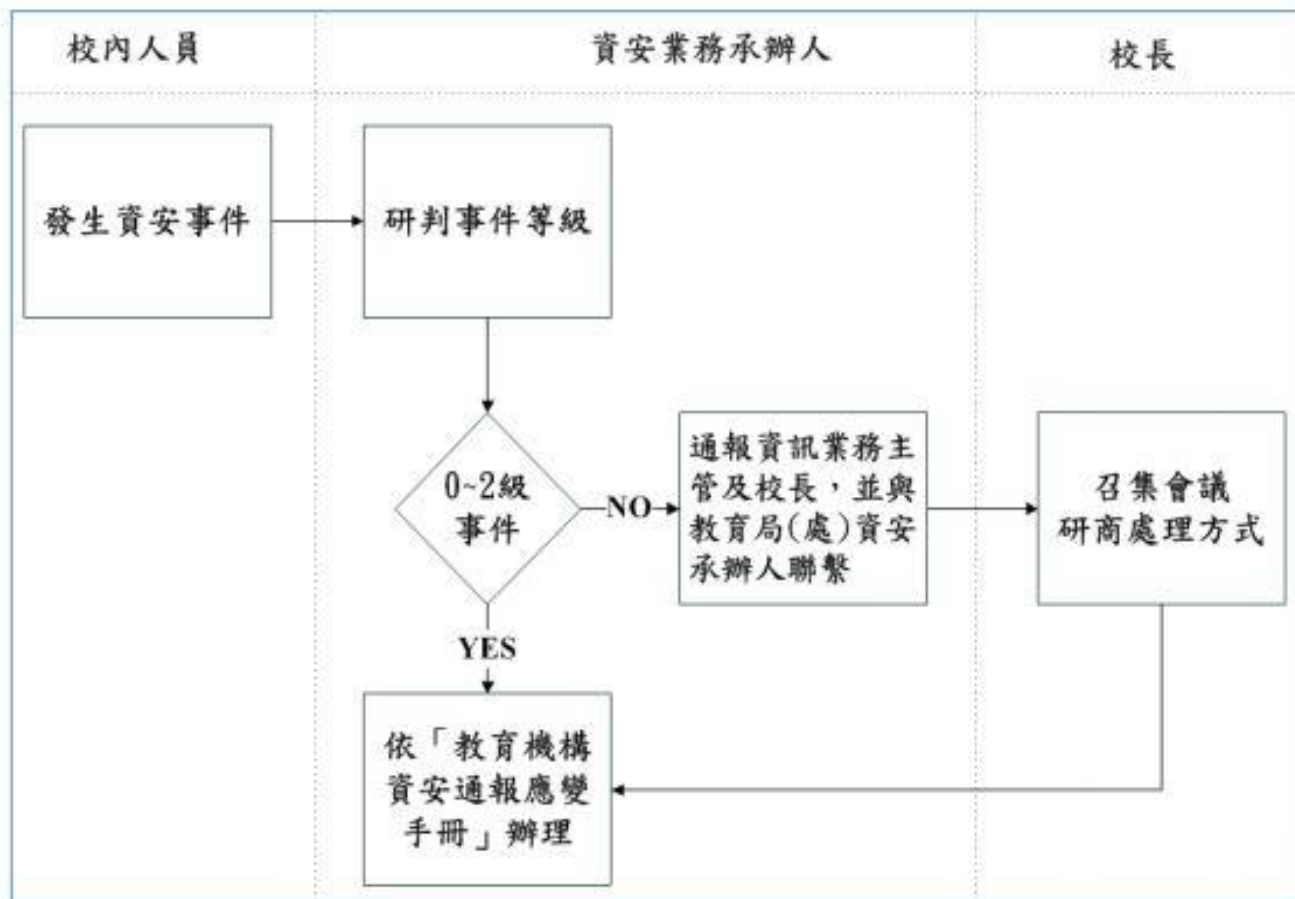 校內人員
資安業務承辦人
校長
發生資安事件
研判事件等級
0~2級
事件
NO
通報資訊業務主
管及校長，並與
教育局(處)資安
承辦人聯繫
召集會議
研商處理方式
YES
依「教育機構
資安通報應變
手冊」辦理